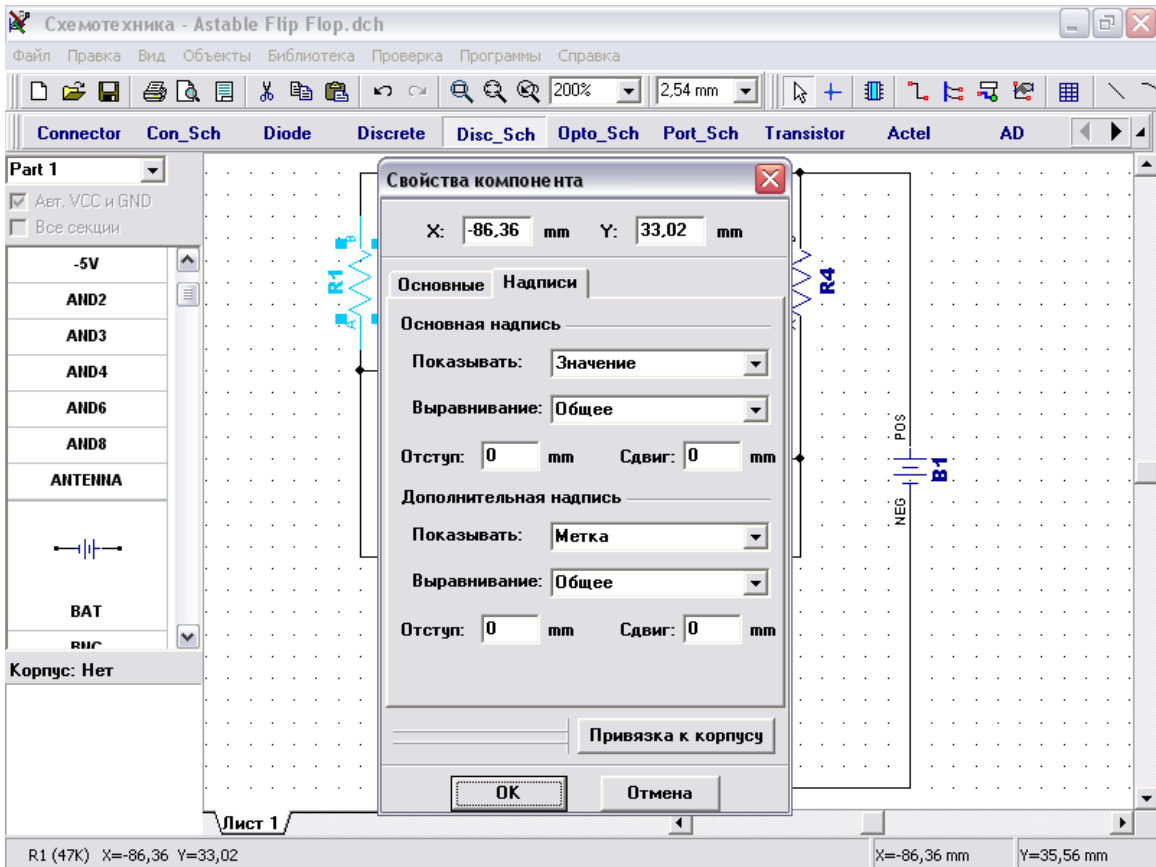 Схемотехника - Astable Flip Flop.dch
Файл Правка Вид Объекты Библиотека Проверка Программы Справка
200% 2,54 mm
Connector Con_Sch Diode Discrete Disc_Sch Opto_Sch Port_Sch Transistor Actel AD
Part 1
Авт. VCC и GND
Все секции
-5V
AND2
AND3
AND4
AND6
AND8
ANTENNA
BAT
BNC
Корпус: Нет
B
R1
A
Свойства компонента
X: -86,36 mm Y: 33,02 mm
Основные Надписи
Основная надпись
Показывать: Значение
Выравнивание: Общее
Отступ: 0 mm Сдвиг: 0 mm
Дополнительная надпись
Показывать: Метка
Выравнивание: Общее
Отступ: 0 mm Сдвиг: 0 mm
Привязка к корпусу
OK Отмена
R4
POS
B1
NEG
Лист 1
R1 (47K) X=-86,36 Y=33,02 X=-86,36 mm Y=35,56 mm